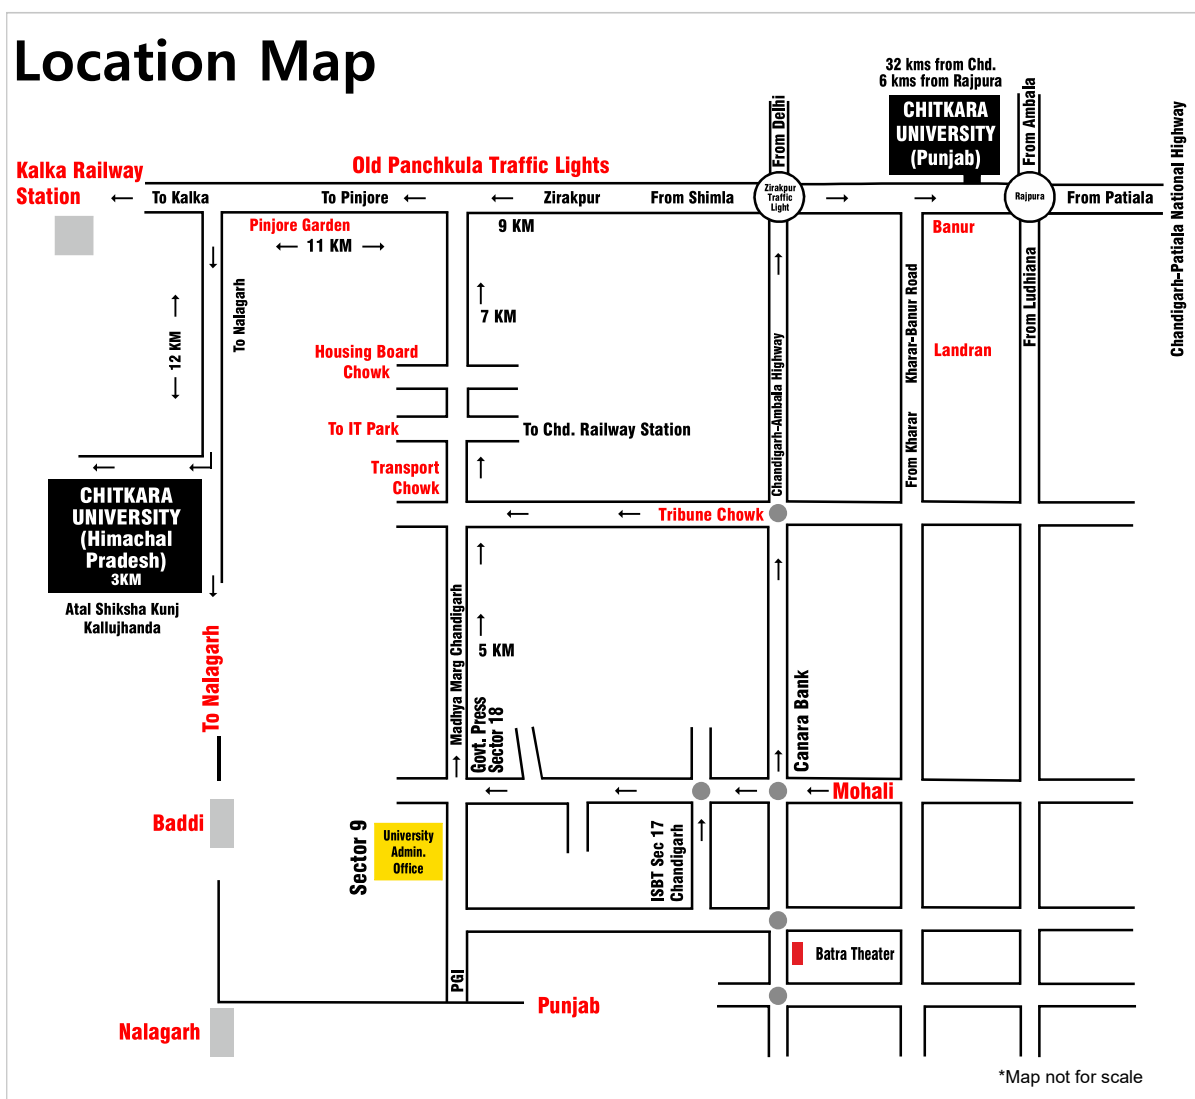 Location Map
32 kms from Chd.
6 kms from Rajpura
CHITKARA
UNIVERSITY
(Punjab)
From Delhi
From Ambala
Chandigarh-Patiala National Highway
Kalka Railway
Station
Old Panchkula Traffic Lights
To Kalka
To Pinjore
Zirakpur
From Shimla
Zirakpur
Traffic
Light
Rajpura
From Patiala
Pinjore Garden
11 KM
9 KM
Banur
To Nalagarh
12 KM
7 KM
Housing Board
Chowk
Chandigarh-Ambala Highway
Kharar-Banur Road
From Kharar
From Ludhiana
Landran
To IT Park
To Chd. Railway Station
Transport
Chowk
Tribune Chowk
CHITKARA
UNIVERSITY
(Himachal
Pradesh)
3KM
Atal Shiksha Kunj
Kallujhanda
To Nalagarh
Madhya Marg Chandigarh
5 KM
Govt. Press
Sector 18
Canara Bank
Mohali
Baddi
Sector 9
University
Admin.
Office
ISBT Sec 17
Chandigarh
Batra Theater
PGI
Punjab
Nalagarh
*Map not for scale